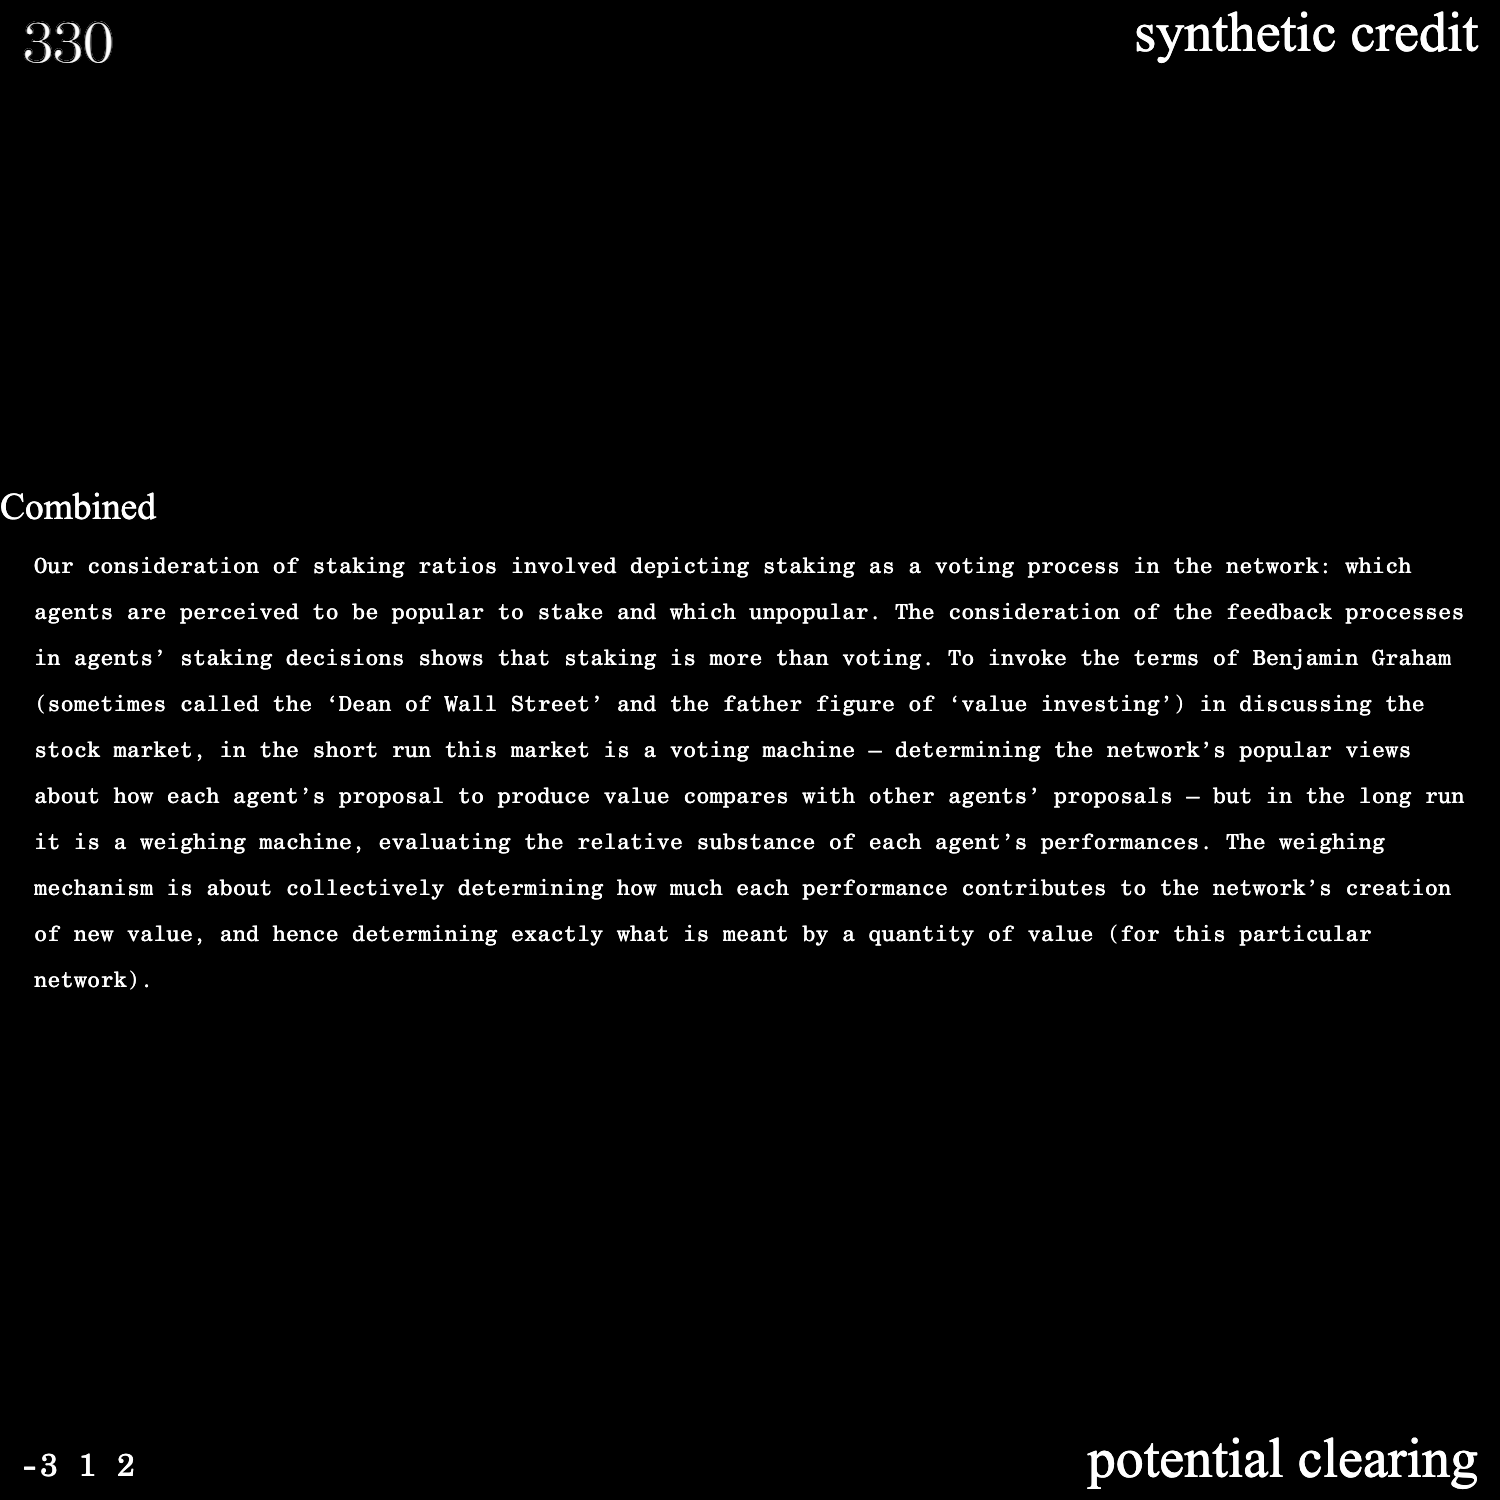 330
synthetic credit
Combined
Our consideration of staking ratios involved depicting staking as a voting process in the network: which
agents are perceived to be popular to stake and which unpopular. The consideration of the feedback processes
in agents’ staking decisions shows that staking is more than voting. To invoke the terms of Benjamin Graham
(sometimes called the ‘Dean of Wall Street’ and the father figure of ‘value investing’) in discussing the
stock market, in the short run this market is a voting machine — determining the network’s popular views
about how each agent’s proposal to produce value compares with other agents’ proposals — but in the long run
it is a weighing machine, evaluating the relative substance of each agent’s performances. The weighing
mechanism is about collectively determining how much each performance contributes to the network’s creation
of new value, and hence determining exactly what is meant by a quantity of value (for this particular
network).
-3 1 2
potential clearing